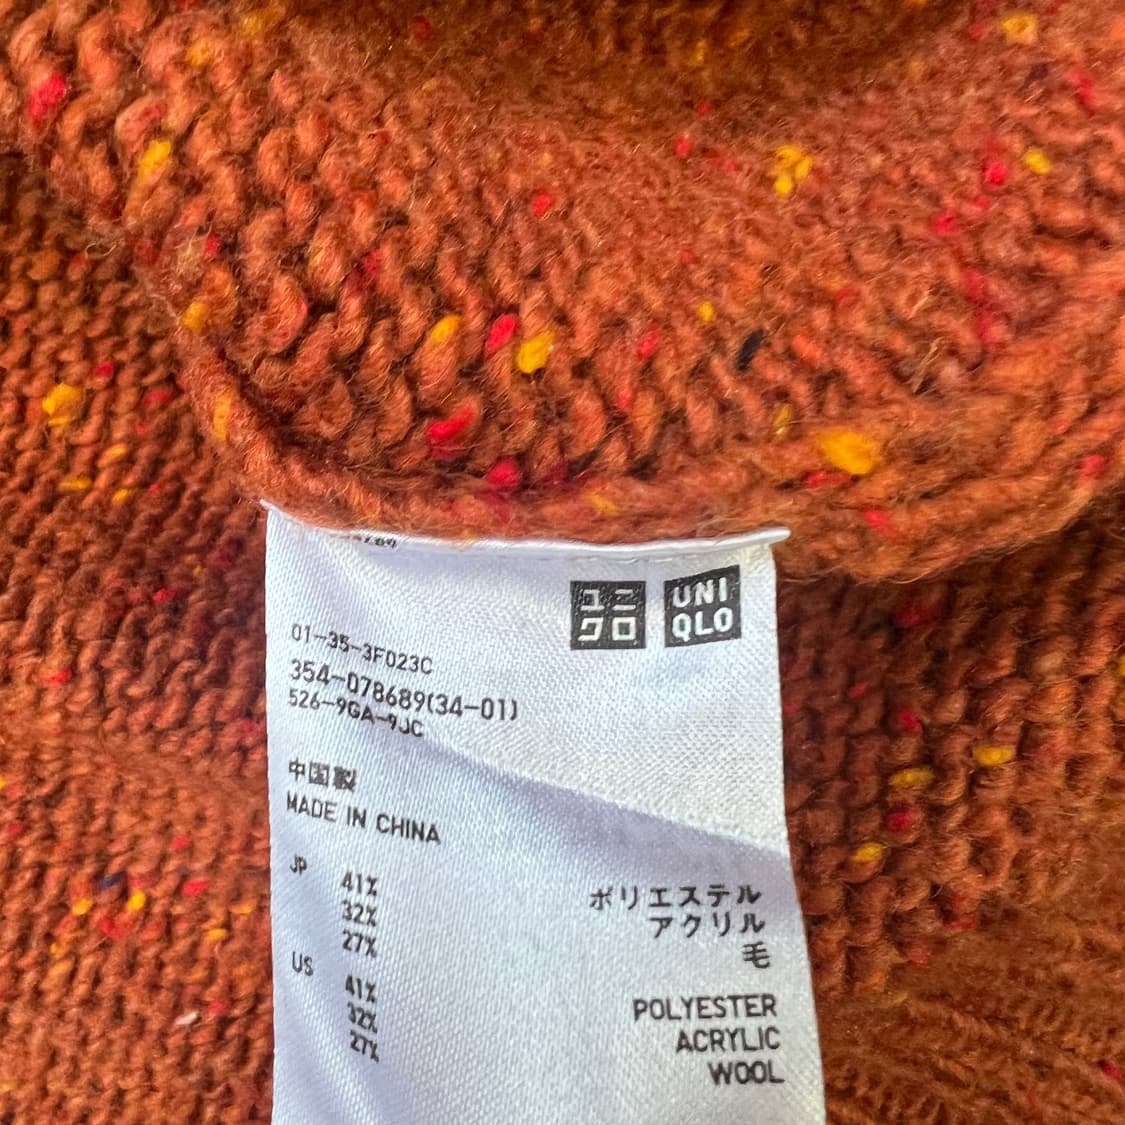 ユニクロ
UNIQLO
01-35-3F023C
354-078689(34-01)
526-9GA-9JC
中国製
MADE IN CHINA
JP
41% ポリエステル
32% アクリル
27% 毛
US
41% POLYESTER
32% ACRYLIC
27% WOOL